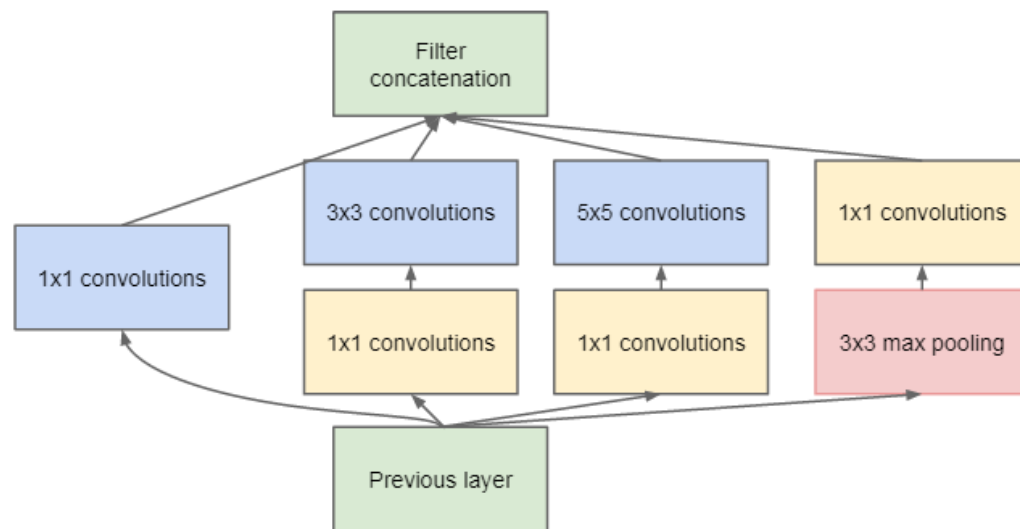 Filter
concatenation
3x3 convolutions
5x5 convolutions
1x1 convolutions
1x1 convolutions
1x1 convolutions
1x1 convolutions
3x3 max pooling
Previous layer